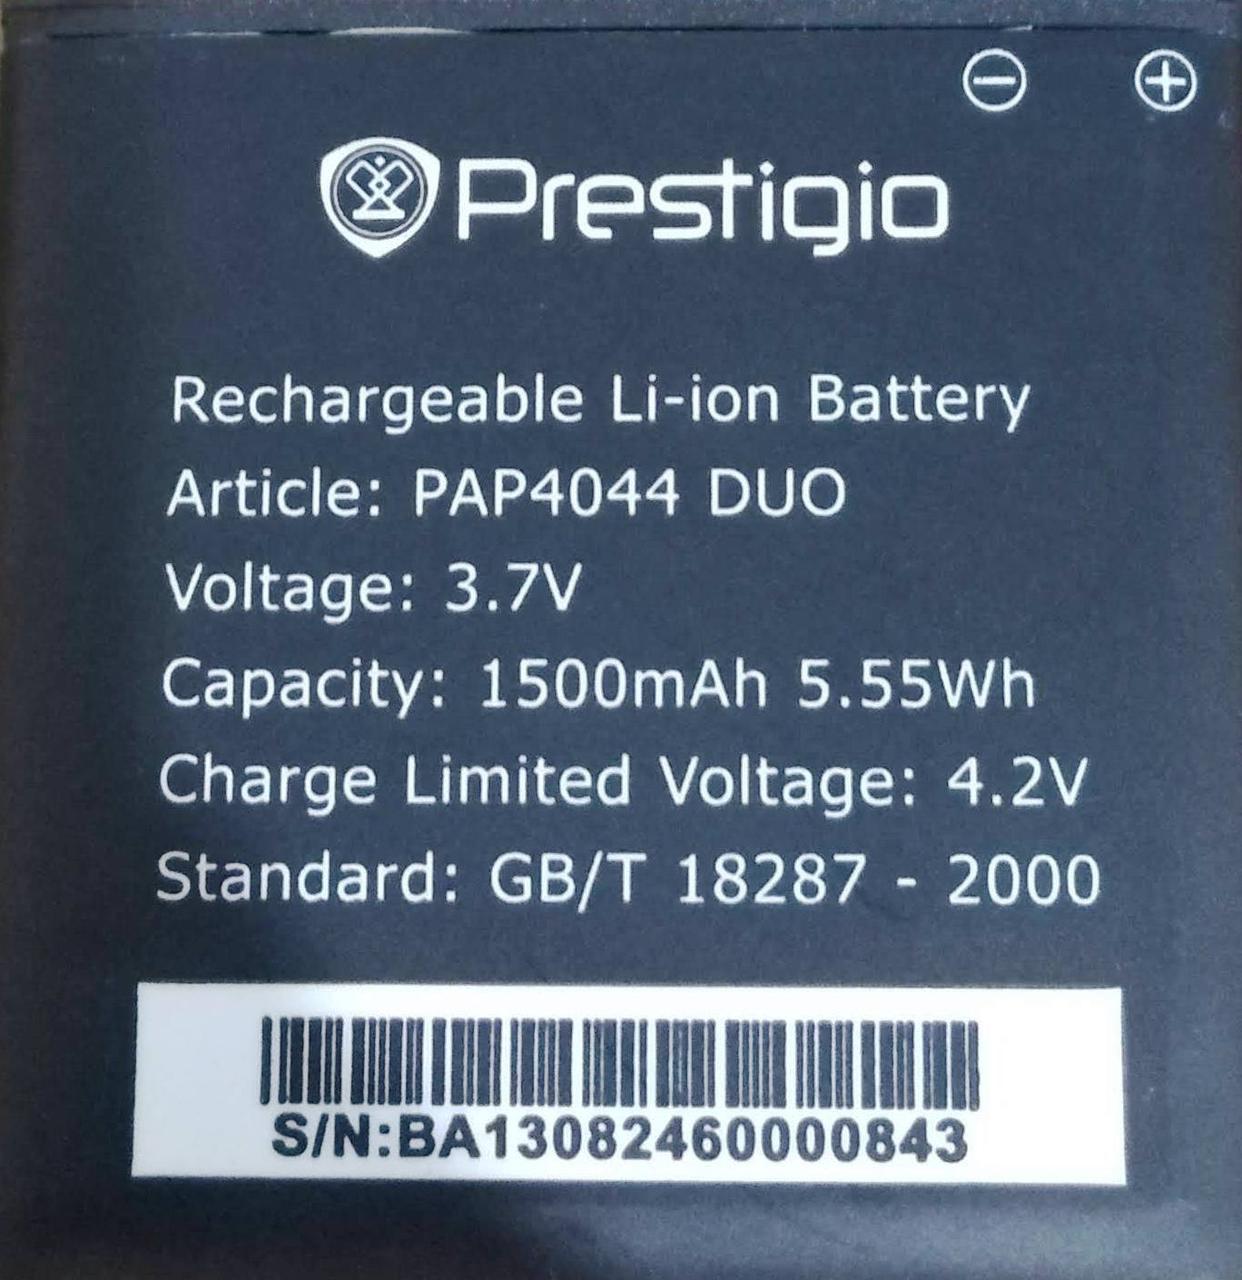 Prestigio
Rechargeable Li-ion Battery
Article: PAP4044 DUO
Voltage: 3.7V
Capacity: 1500mAh 5.55Wh
Charge Limited Voltage: 4.2V
Standard: GB/T 18287 - 2000
S/N:BA13082460000843